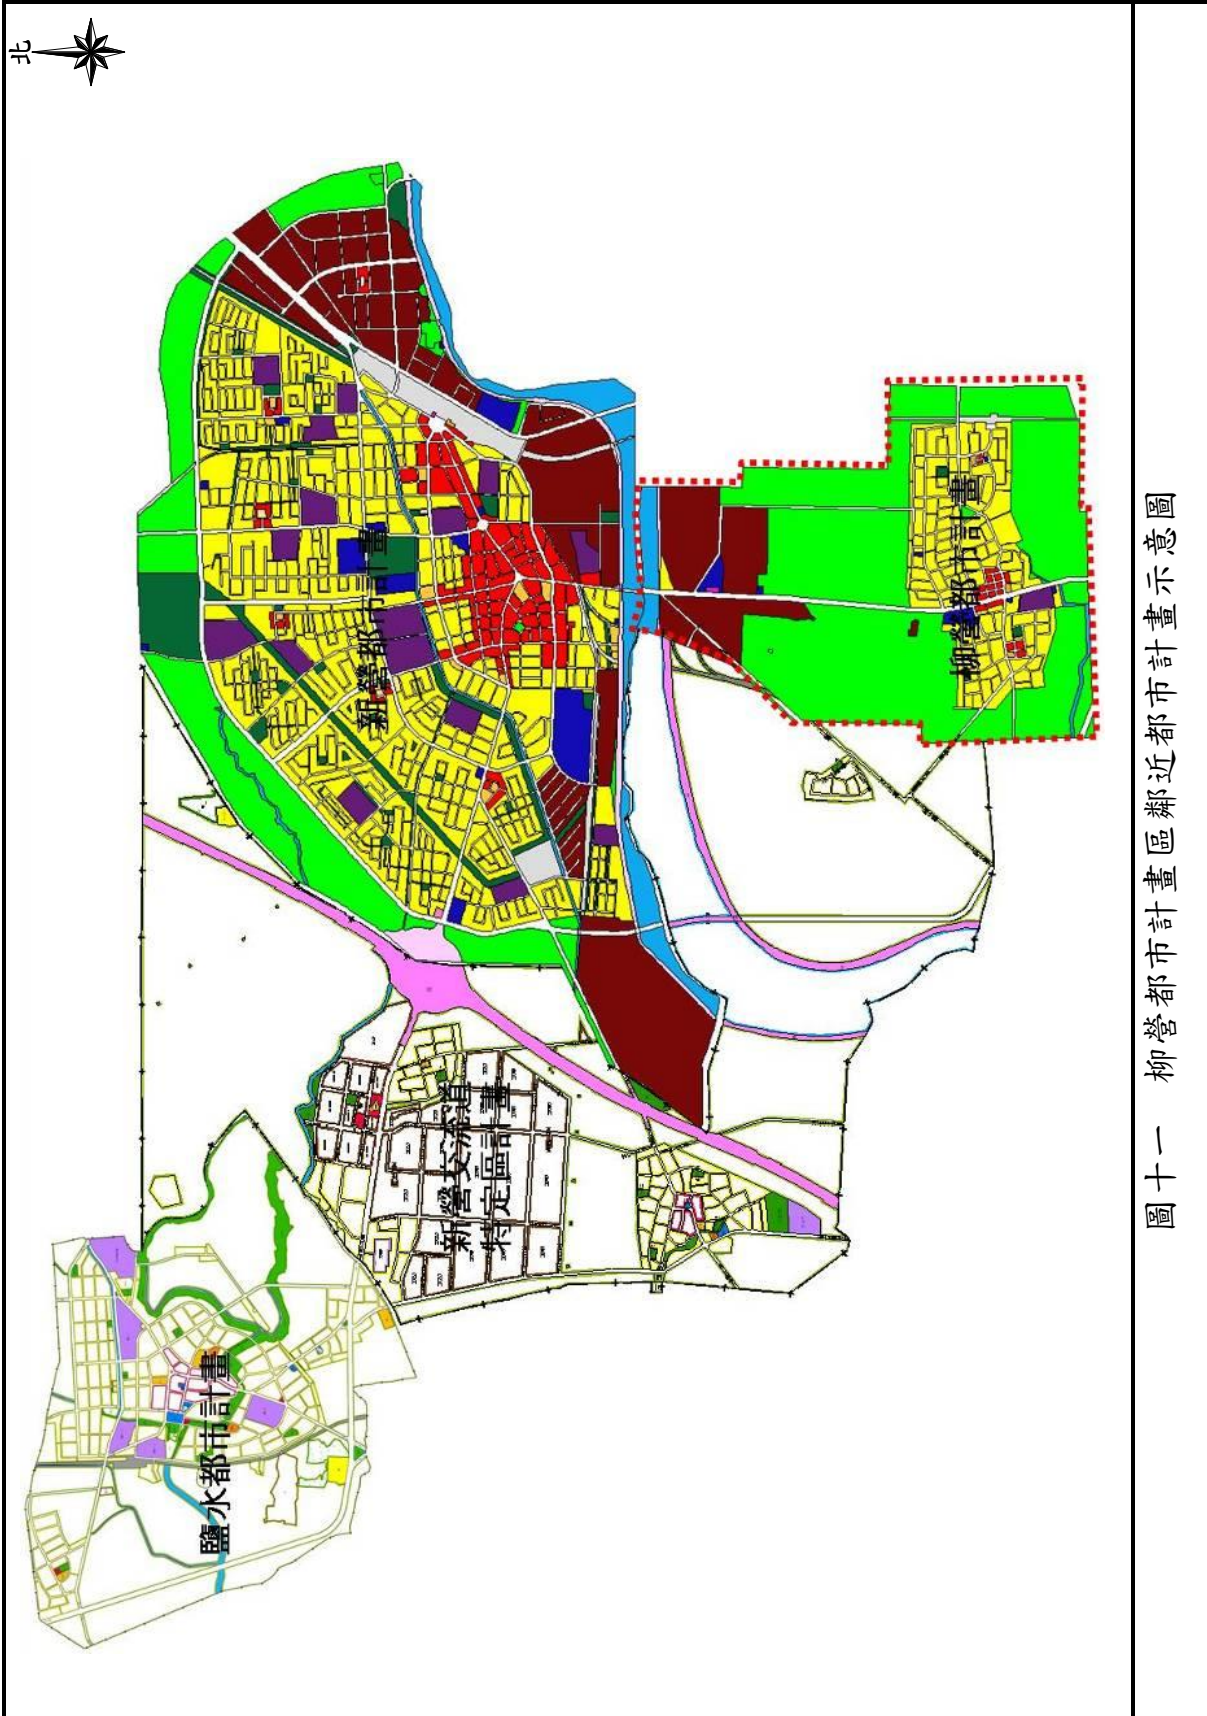 北
鹽水都市計畫
新營交流道
特定區計畫
新營都市計畫
柳營都市計畫
圖十一 柳營都市計畫區鄰近都市計畫示意圖